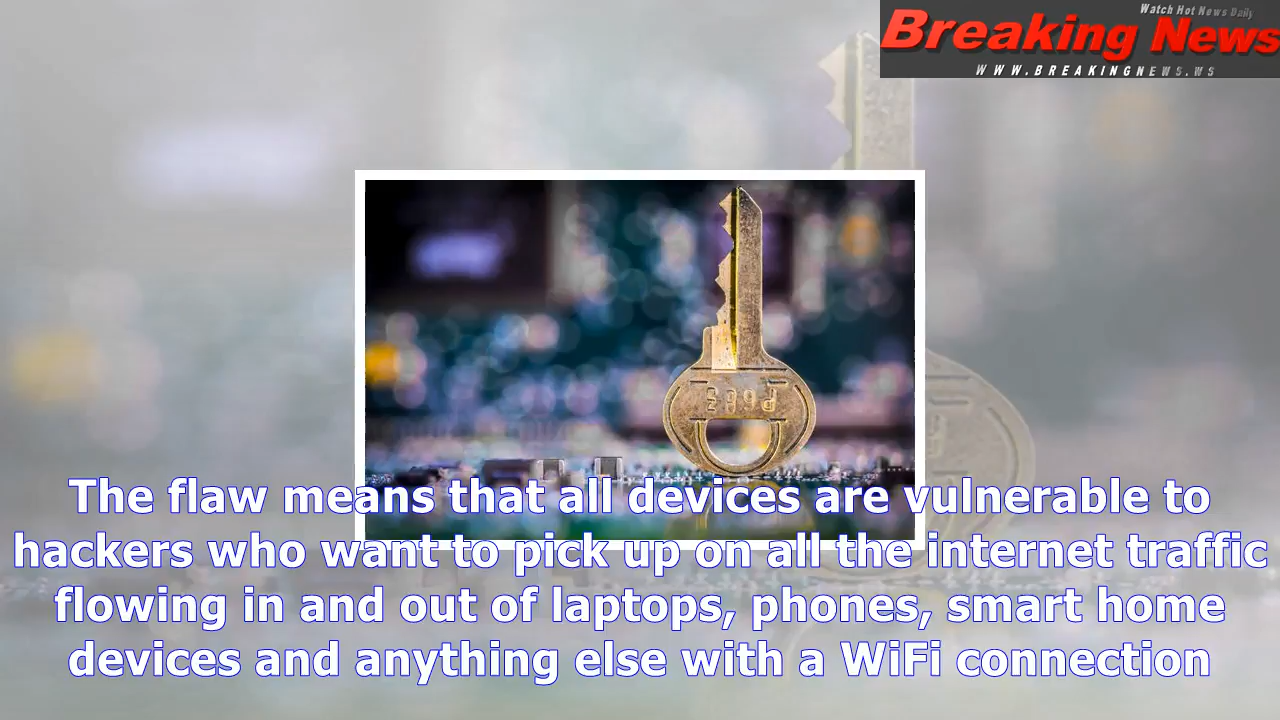 Watch Hot News Daily
Breaking News
WWW.BREAKINGNEWS.WS
The flaw means that all devices are vulnerable to
hackers who want to pick up on all the internet traffic
flowing in and out of laptops, phones, smart home
devices and anything else with a WiFi connection